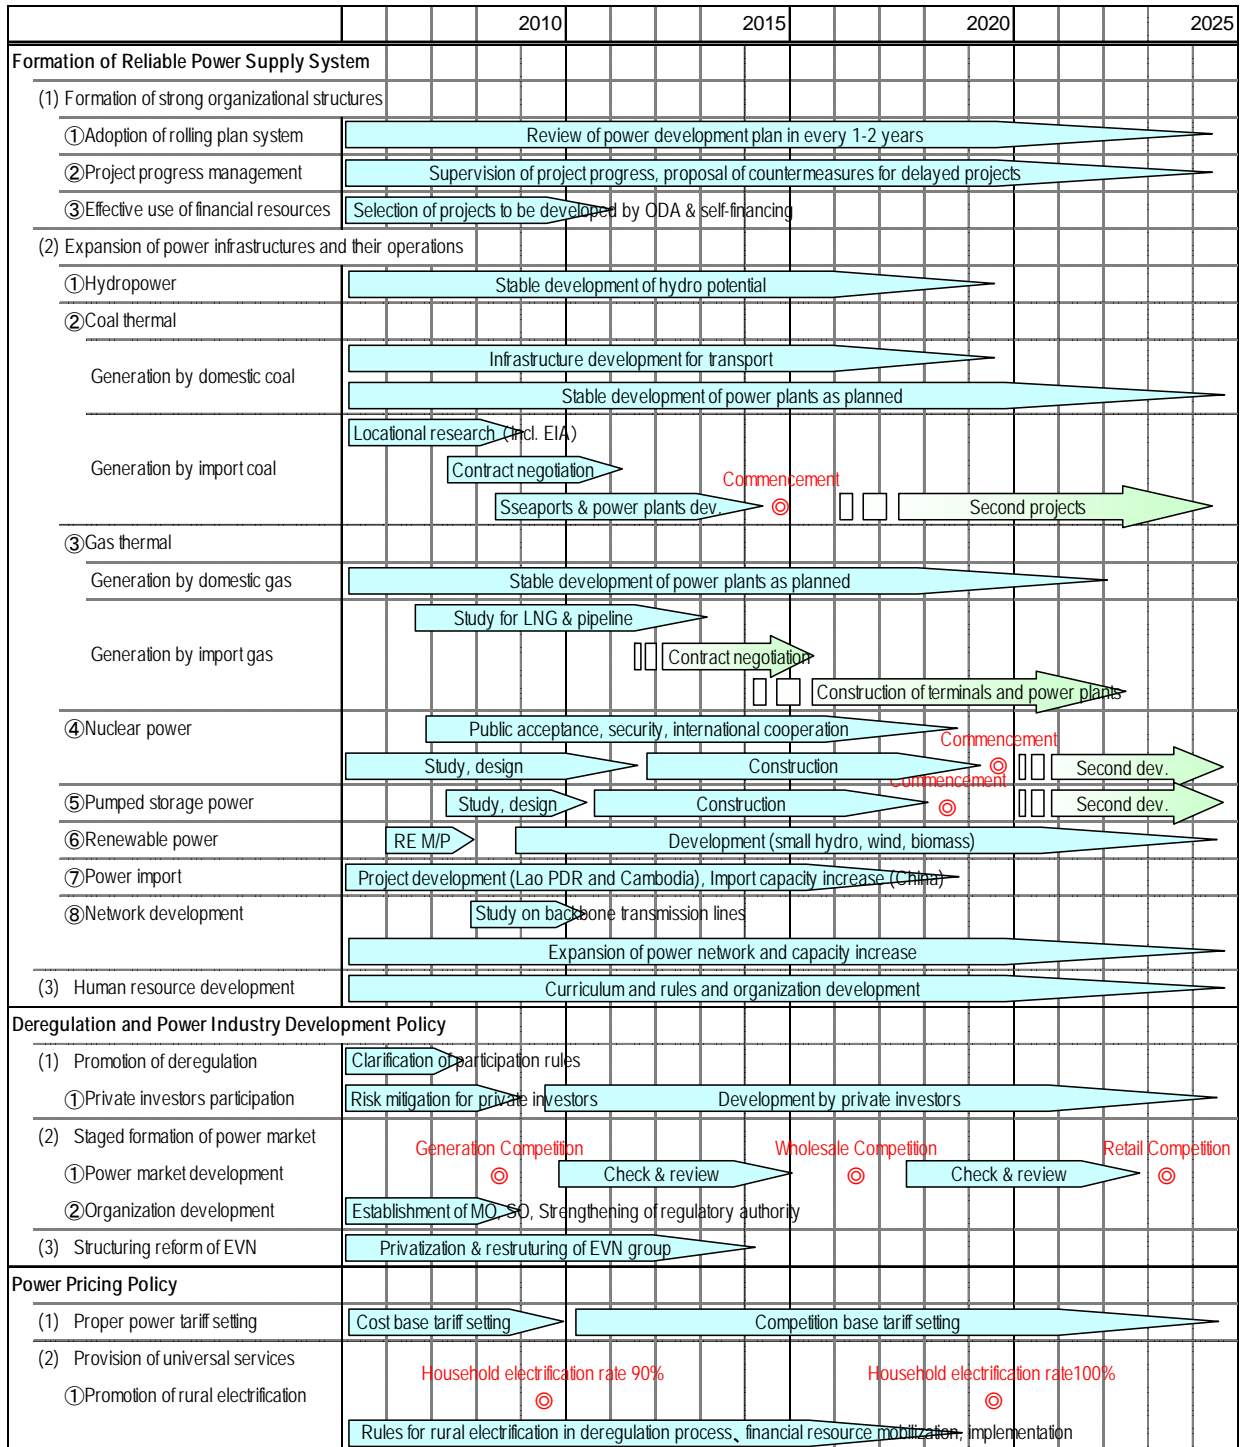 2010 2015 2020 2025
Formation of Reliable Power Supply System
(1) Formation of strong organizational structures
①Adoption of rolling plan system Review of power development plan in every 1-2 years
②Project progress management Supervision of project progress, proposal of countermeasures for delayed projects
③Effective use of financial resources Selection of projects to be developed by ODA & self-financing
(2) Expansion of power infrastructures and their operations
①Hydropower Stable development of hydro potential
②Coal thermal
Infrastructure development for transport
Generation by domestic coal
Stable development of power plants as planned
Locational research (incl. EIA)
Generation by import coal Contract negotiation
Commencement
Sseaports & power plants dev. ◎ Second projects
③Gas thermal
Generation by domestic gas Stable development of power plants as planned
Study for LNG & pipeline
Generation by import gas Contract negotiation
Construction of terminals and power plants
④Nuclear power Public acceptance, security, international cooperation
Commencement
Study, design Construction ◎ Second dev.
Commencement
⑤Pumped storage power Study, design Construction ◎ Second dev.
⑥Renewable power RE M/P Development (small hydro, wind, biomass)
⑦Power import Project development (Lao PDR and Cambodia), Import capacity increase (China)
⑧Network development Study on backbone transmission lines
Expansion of power network and capacity increase
(3) Human resource development Curriculum and rules and organization development
Deregulation and Power Industry Development Policy
(1) Promotion of deregulation Clarification of participation rules
①Private investors participation Risk mitigation for private investors Development by private investors
(2) Staged formation of power market
Generation Competition Wholesale Competition Retail Competition
①Power market development ◎ Check & review ◎ Check & review ◎
②Organization development Establishment of MO, SO, Strengthening of regulatory authority
(3) Structuring reform of EVN Privatization & restruturing of EVN group
Power Pricing Policy
(1) Proper power tariff setting Cost base tariff setting Competition base tariff setting
(2) Provision of universal services
Household electrification rate 90% Household electrification rate100%
①Promotion of rural electrification ◎ ◎
Rules for rural electrification in deregulation process、financial resource mobilization, implementation